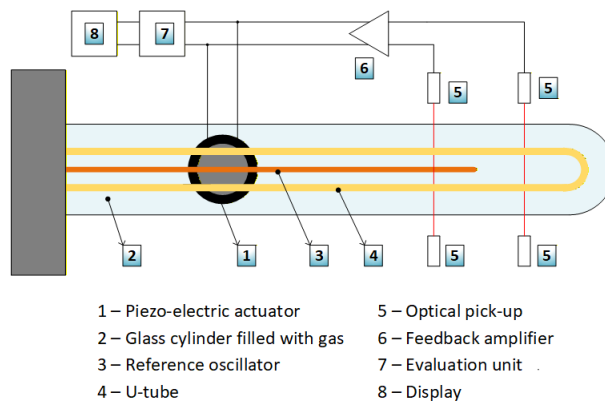 8 7
6
5 5
2 1 3 4 5 5
1 – Piezo-electric actuator
2 – Glass cylinder filled with gas
3 – Reference oscillator
4 – U-tube
5 – Optical pick-up
6 – Feedback amplifier
7 – Evaluation unit .
8 – Display